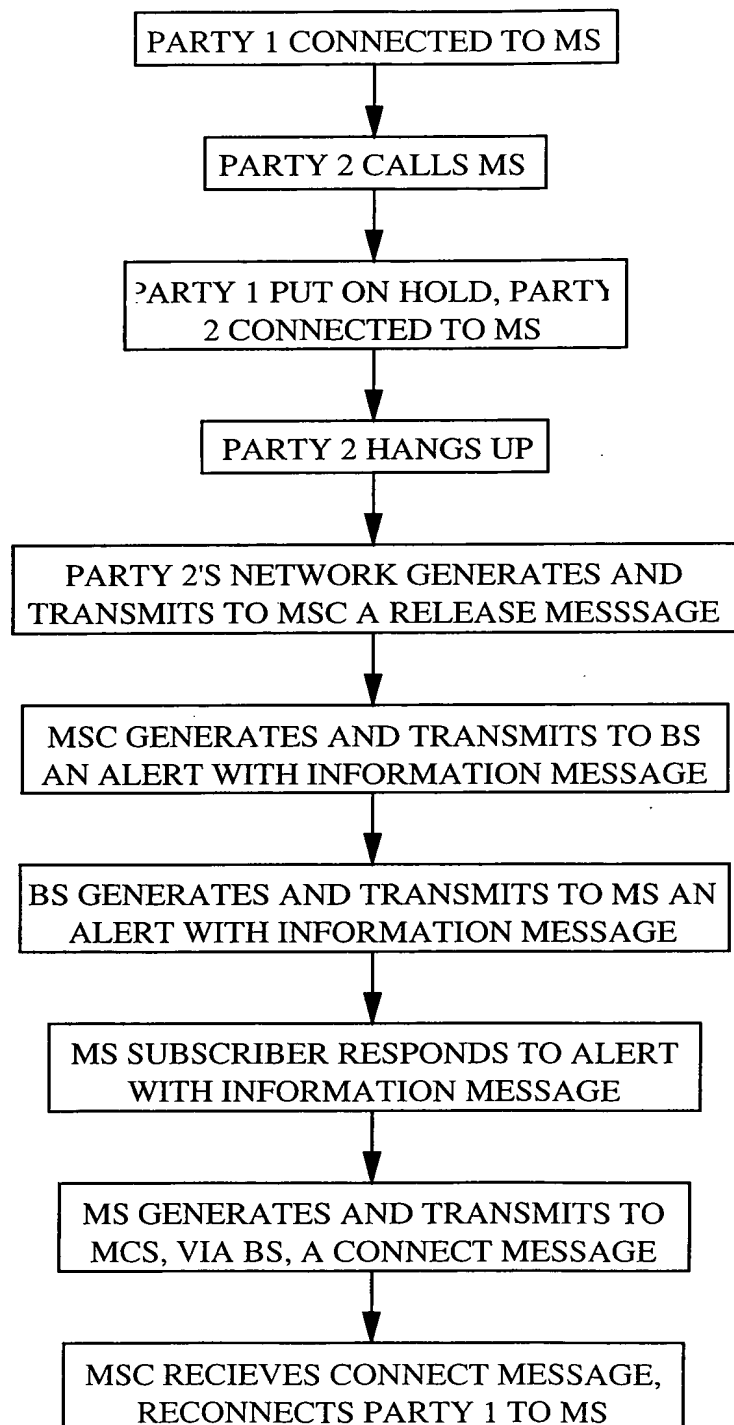 PARTY 1 CONNECTED TO MS
PARTY 2 CALLS MS
PARTY 1 PUT ON HOLD, PARTY
2 CONNECTED TO MS
PARTY 2 HANGS UP
PARTY 2'S NETWORK GENERATES AND
TRANSMITS TO MSC A RELEASE MESSSAGE
MSC GENERATES AND TRANSMITS TO BS
AN ALERT WITH INFORMATION MESSAGE
BS GENERATES AND TRANSMITS TO MS AN
ALERT WITH INFORMATION MESSAGE
MS SUBSCRIBER RESPONDS TO ALERT
WITH INFORMATION MESSAGE
MS GENERATES AND TRANSMITS TO
MCS, VIA BS, A CONNECT MESSAGE
MSC RECIEVES CONNECT MESSAGE,
RECONNECTS PARTY 1 TO MS